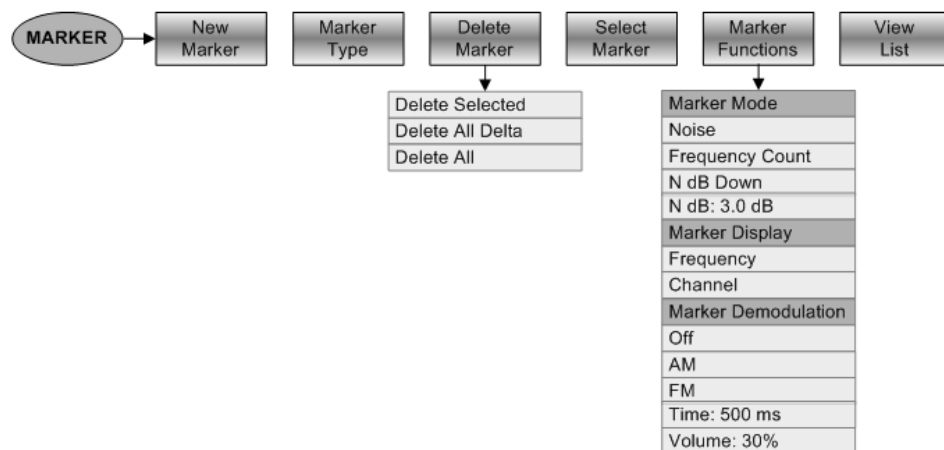 MARKER
New
Marker
Marker
Type
Delete
Marker
Select
Marker
Marker
Functions
View
List
Delete Selected
Delete All Delta
Delete All
Marker Mode
Noise
Frequency Count
N dB Down
N dB: 3.0 dB
Marker Display
Frequency
Channel
Marker Demodulation
Off
AM
FM
Time: 500 ms
Volume: 30%